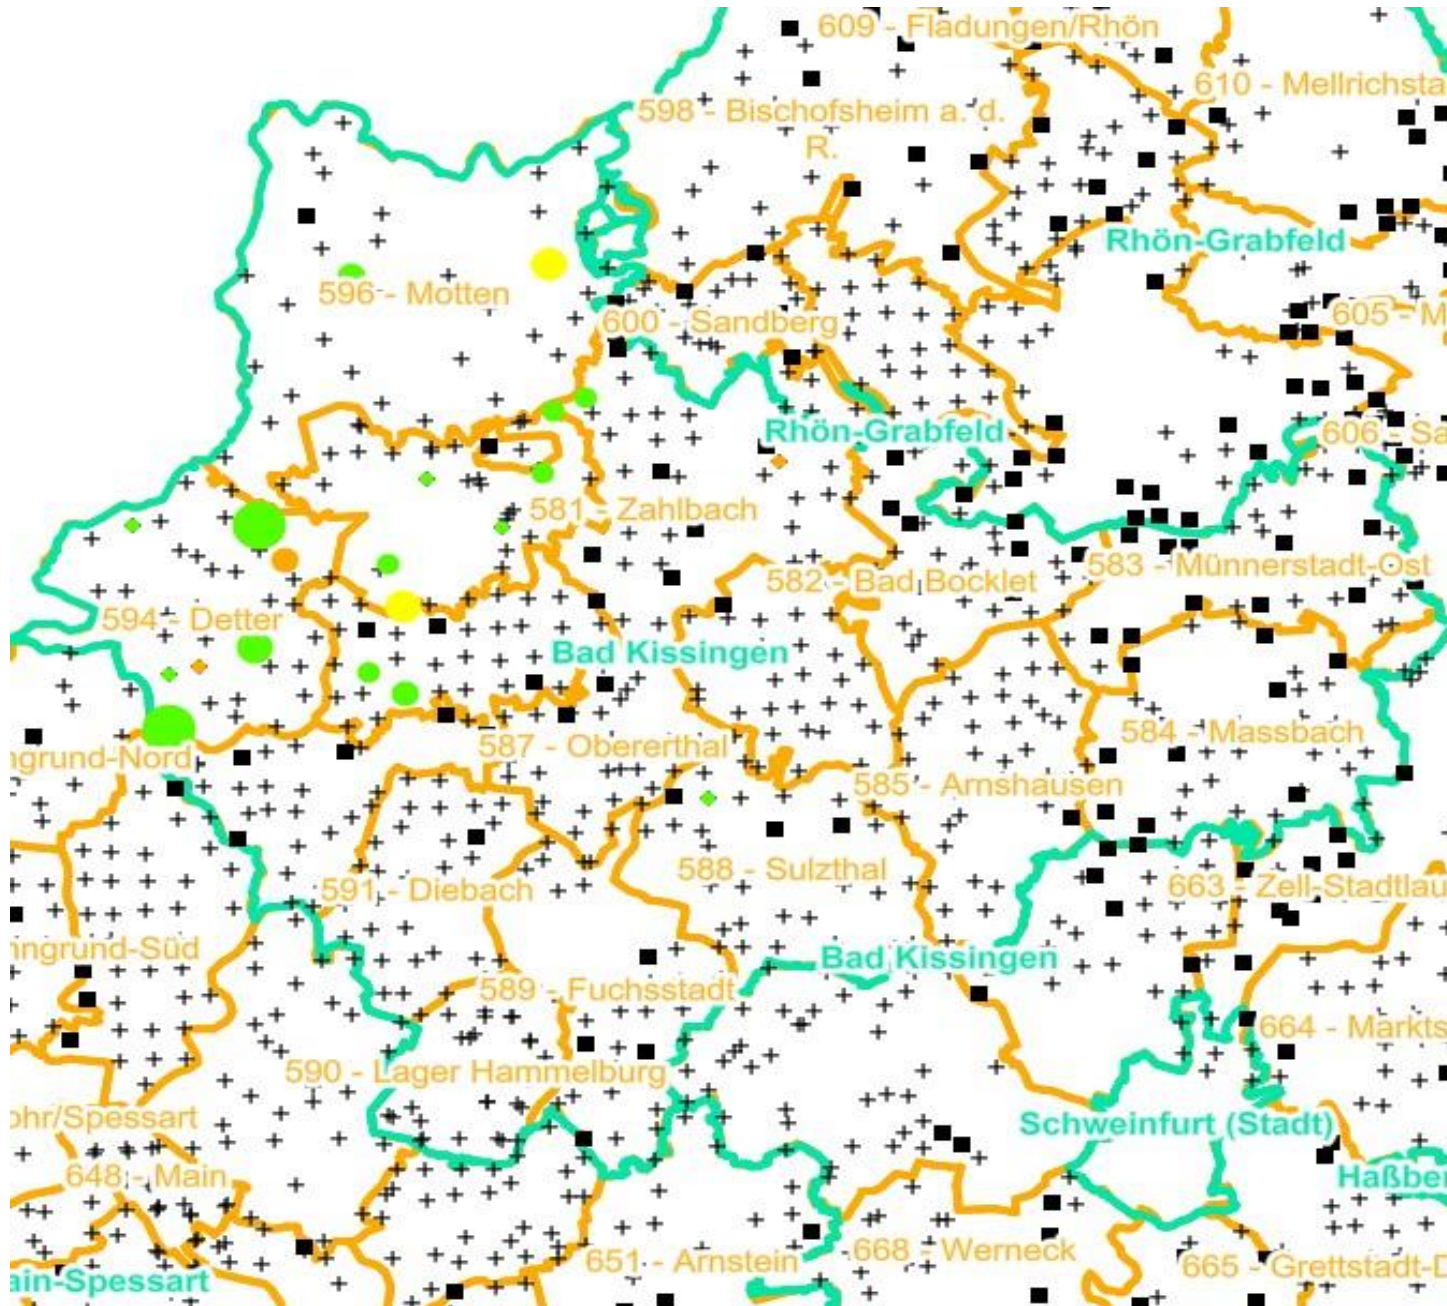 609 - Fladungen/Rhön
610 - Mellrichsta
598 - Bischofsheim a. d.
R.
Rhön-Grabfeld
596 - Motten
600 - Sandberg
605 - M
Rhön-Grabfeld
606 - Sa
581 - Zahlbach
582 - Bad Bocklet
583 - Münnerstadt-Ost
594 - Detter
Bad Kissingen
584 - Massbach
587 - Obererthal
ngrund-Nord
585 - Arnshausen
588 - Sulzthal
591 - Diebach
663 - Zell-Stadtlau
nngrund-Süd
Bad Kissingen
589 - Fuchsstadt
664 - Markts
590 - Lager Hammelburg
ohr/Spessart
Schweinfurt (Stadt)
648 - Main
Haßber
668 - Werneck
651 - Arnstein
665 - Grettstadt-D
ain-Spessart